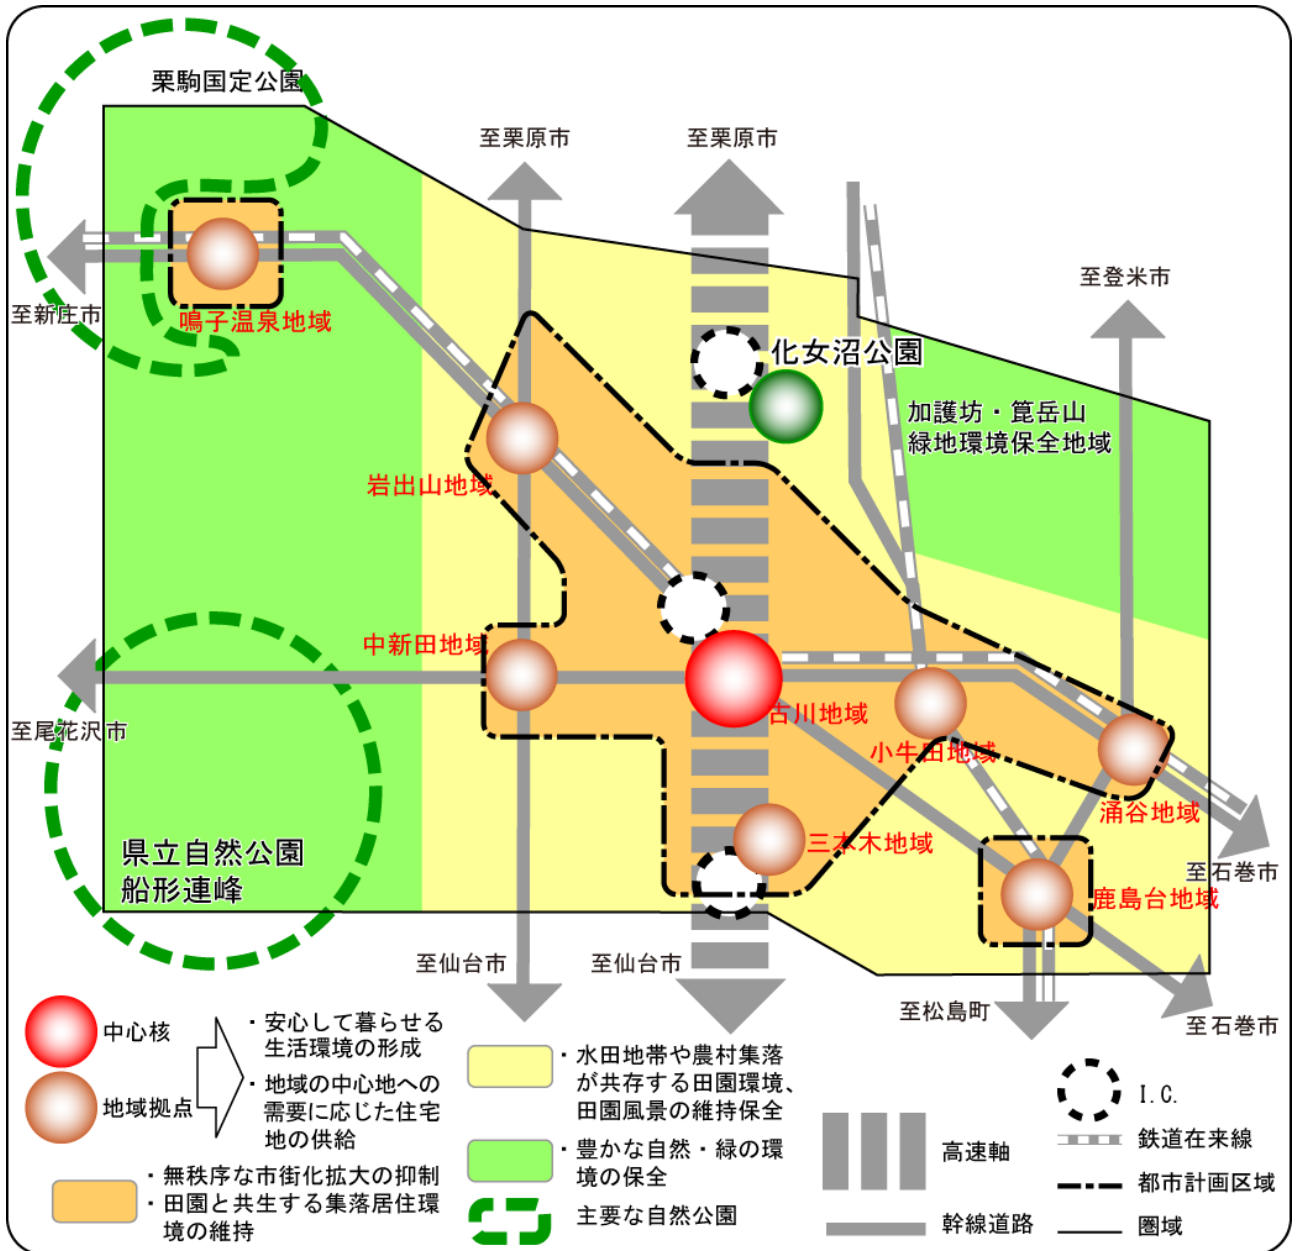 栗駒国定公園
至栗原市
至栗原市
至登米市
至新庄市
鳴子温泉地域
化女沼公園
加護坊・箆岳山
緑地環境保全地域
岩出山地域
中新田地域
古川地域
至尾花沢市
小牛田地域
涌谷地域
三本木地域
県立自然公園
船形連峰
至石巻市
鹿島台地域
至仙台市
至仙台市
至松島町
至石巻市
中心核
地域拠点
・安心して暮らせる
生活環境の形成
・地域の中心地への
需要に応じた住宅
地の供給
・無秩序な市街化拡大の抑制
・田園と共生する集落居住環
境の維持
・水田地帯や農村集落
が共存する田園環境、
田園風景の維持保全
・豊かな自然・緑の環
境の保全
主要な自然公園
高速軸
幹線道路
I.C.
鉄道在来線
都市計画区域
圏域